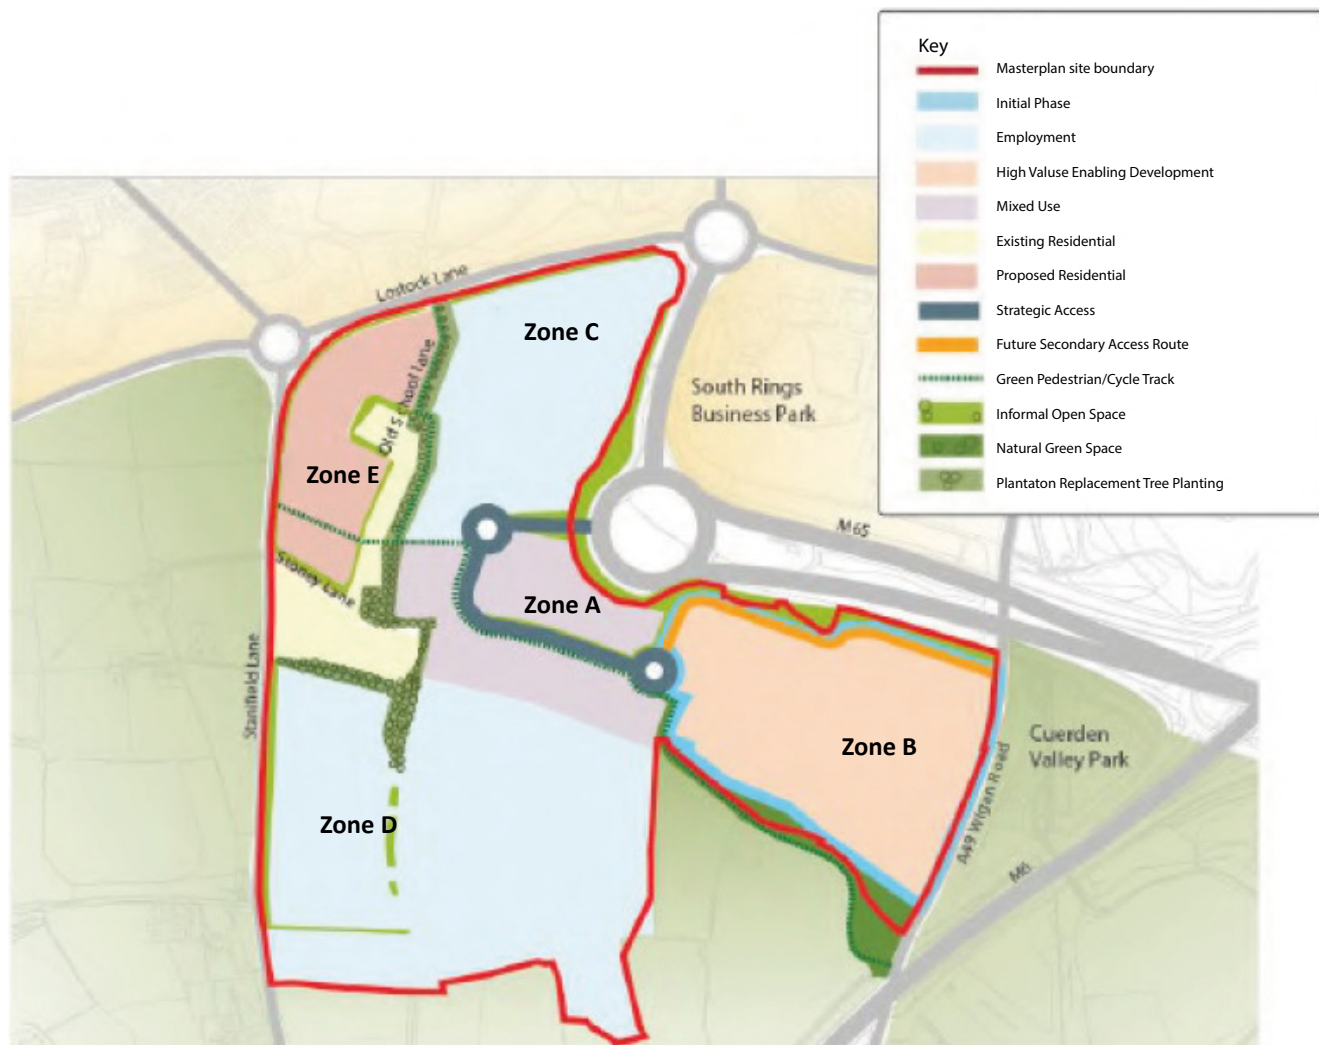 Key
Masterplan site boundary
Initial Phase
Employment
High Valuse Enabling Development
Mixed Use
Existing Residential
Proposed Residential
Strategic Access
Future Secondary Access Route
Green Pedestrian/Cycle Track
Informal Open Space
Natural Green Space
Plantaton Replacement Tree Planting
Lostock Lane
Zone C
Old School lane
South Rings
Business Park
Zone E
M65
Stoney Lane
Zone A
Stanifield Lane
Zone B
Cuerden
Valley Park
A49 Wigan Road
Zone D
M6